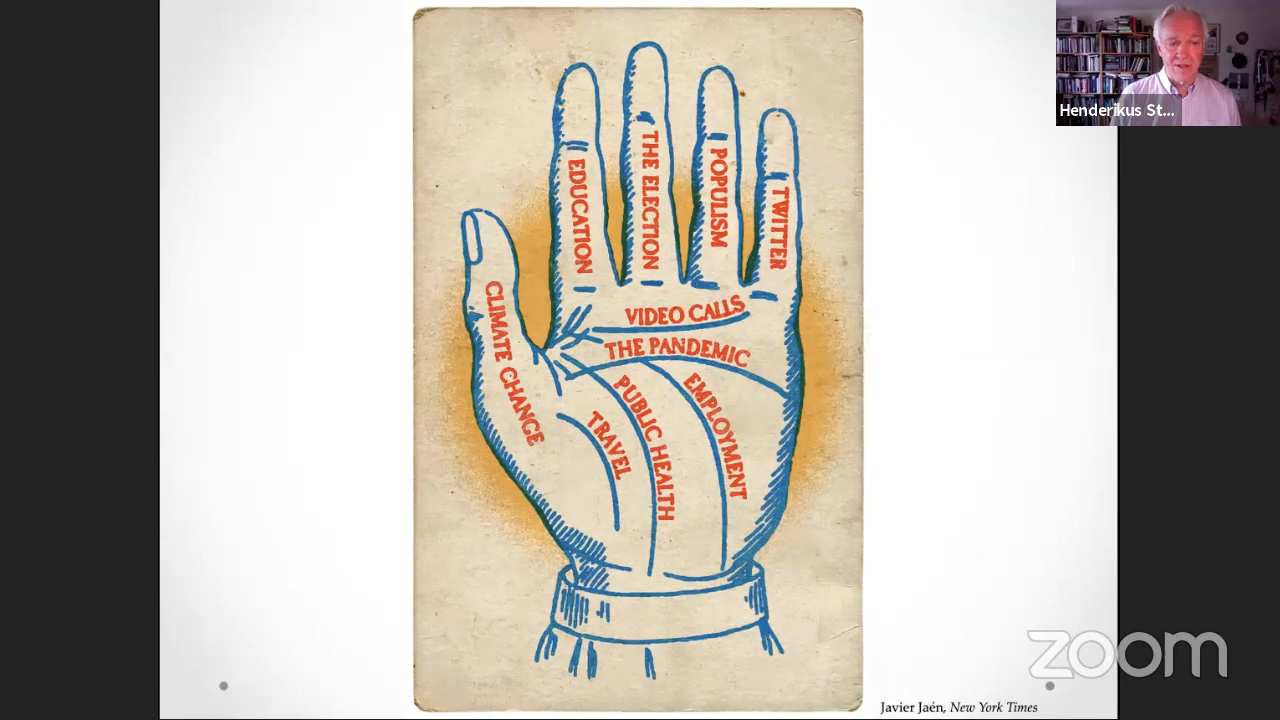 Henderikus St...
EDUCATION
THE ELECTION
POPULISM
TWITTER
CLIMATE CHANGE
VIDEO CALLS
THE PANDEMIC
TRAVEL
PUBLIC HEALTH
EMPLOYMENT
zoom
Javier Jaén, New York Times